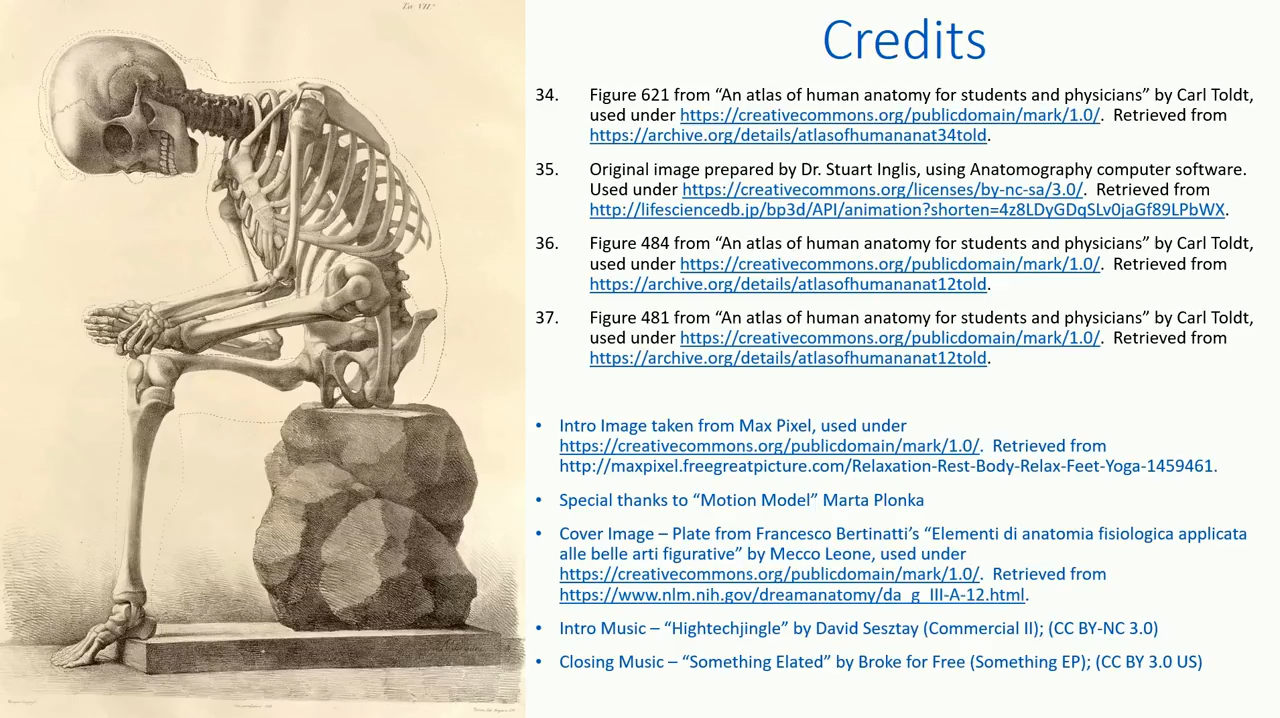 Tav. VII.ª
Credits
34. Figure 621 from “An atlas of human anatomy for students and physicians” by Carl Toldt,
used under https://creativecommons.org/publicdomain/mark/1.0/. Retrieved from
https://archive.org/details/atlasofhumananat34told.
35. Original image prepared by Dr. Stuart Inglis, using Anatomography computer software.
Used under https://creativecommons.org/licenses/by-nc-sa/3.0/. Retrieved from
http://lifesciencedb.jp/bp3d/API/animation?shorten=4z8LDyGDqSLv0jaGf89LPbWX.
36. Figure 484 from “An atlas of human anatomy for students and physicians” by Carl Toldt,
used under https://creativecommons.org/publicdomain/mark/1.0/. Retrieved from
https://archive.org/details/atlasofhumananat12told.
37. Figure 481 from “An atlas of human anatomy for students and physicians” by Carl Toldt,
used under https://creativecommons.org/publicdomain/mark/1.0/. Retrieved from
https://archive.org/details/atlasofhumananat12told.
• Intro Image taken from Max Pixel, used under
https://creativecommons.org/publicdomain/mark/1.0/. Retrieved from
http://maxpixel.freegreatpicture.com/Relaxation-Rest-Body-Relax-Feet-Yoga-1459461.
• Special thanks to “Motion Model” Marta Plonka
• Cover Image – Plate from Francesco Bertinatti’s “Elementi di anatomia fisiologica applicata
alle belle arti figurative” by Mecco Leone, used under
https://creativecommons.org/publicdomain/mark/1.0/. Retrieved from
https://www.nlm.nih.gov/dreamanatomy/da_g_III-A-12.html.
• Intro Music – “Hightechjingle” by David Sesztay (Commercial II); (CC BY-NC 3.0)
• Closing Music – “Something Elated” by Broke for Free (Something EP); (CC BY 3.0 US)